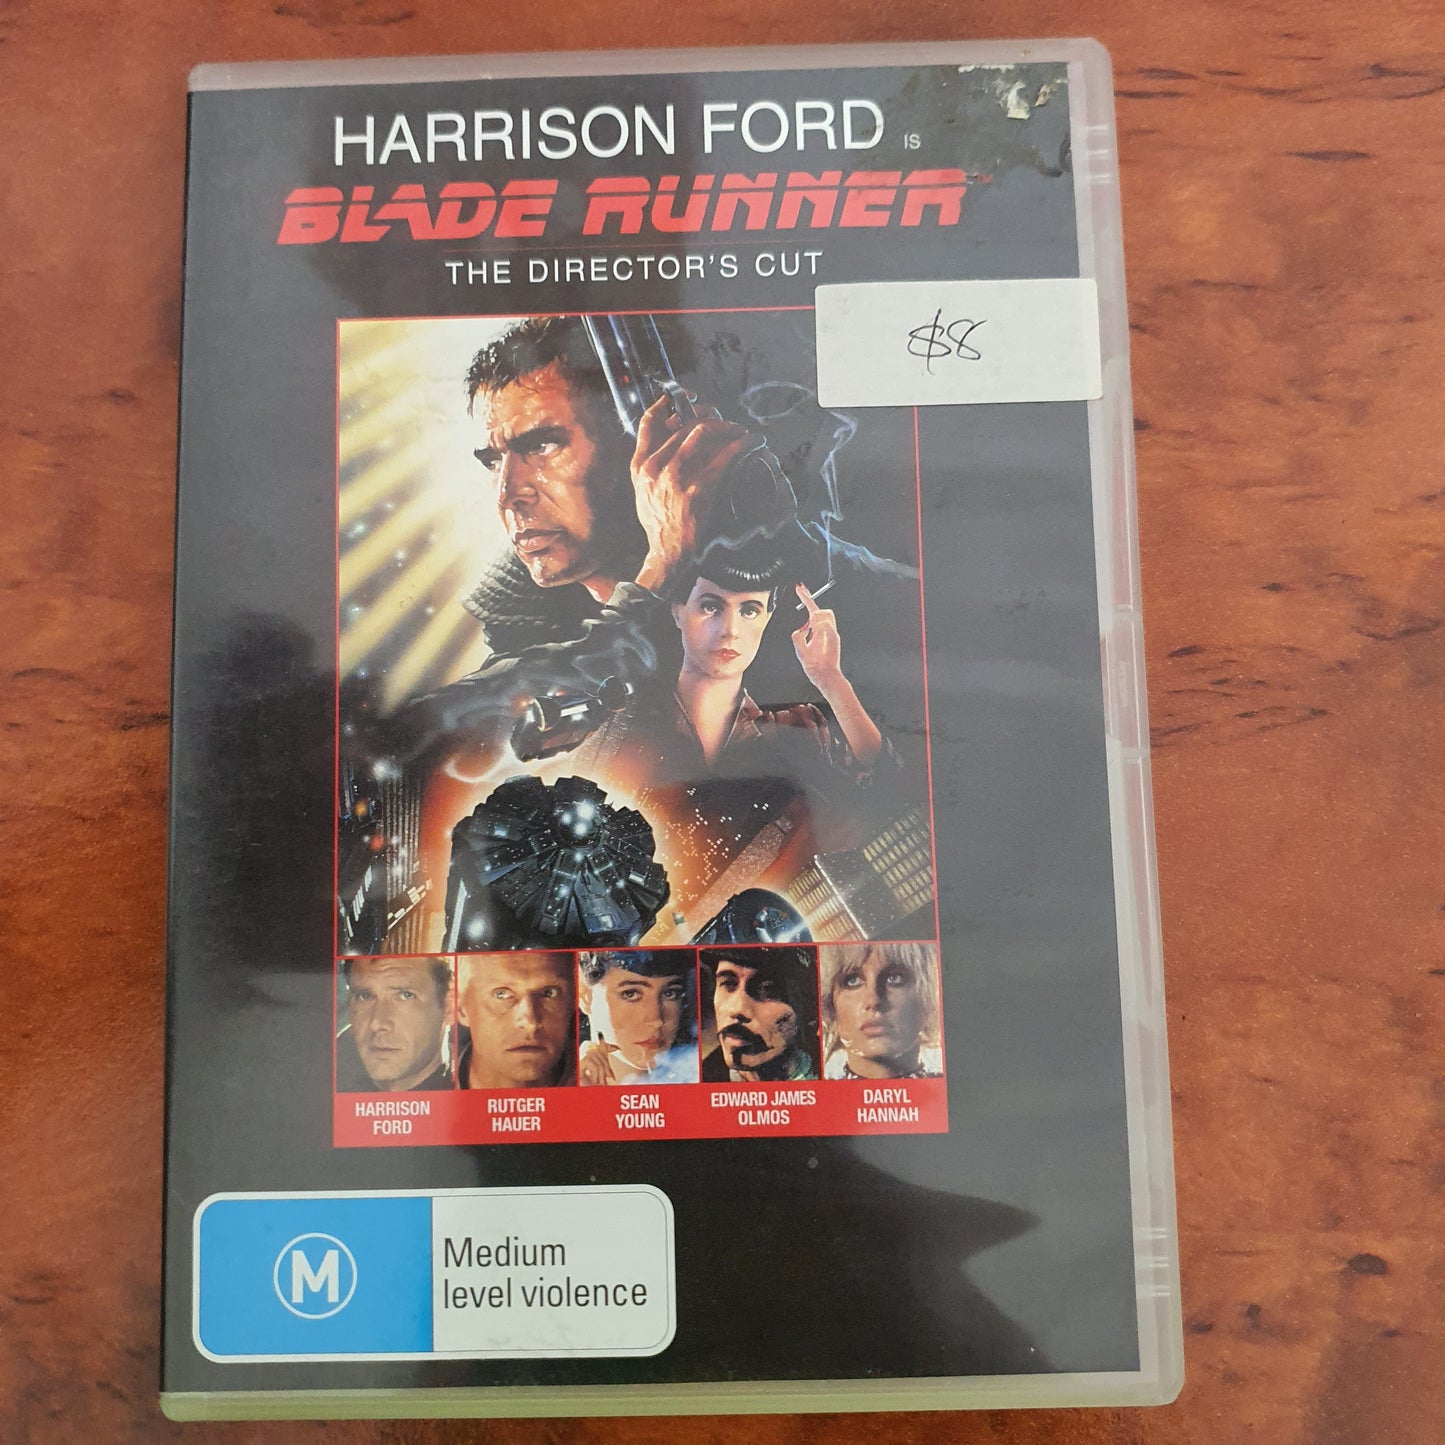 HARRISON FORD IS
BLADE RUNNER
THE DIRECTOR'S CUT
$8
HARRISON
FORD
RUTGER
HAUER
SEAN
YOUNG
EDWARD JAMES
OLMOS
DARYL
HANNAH
M
Medium
level violence